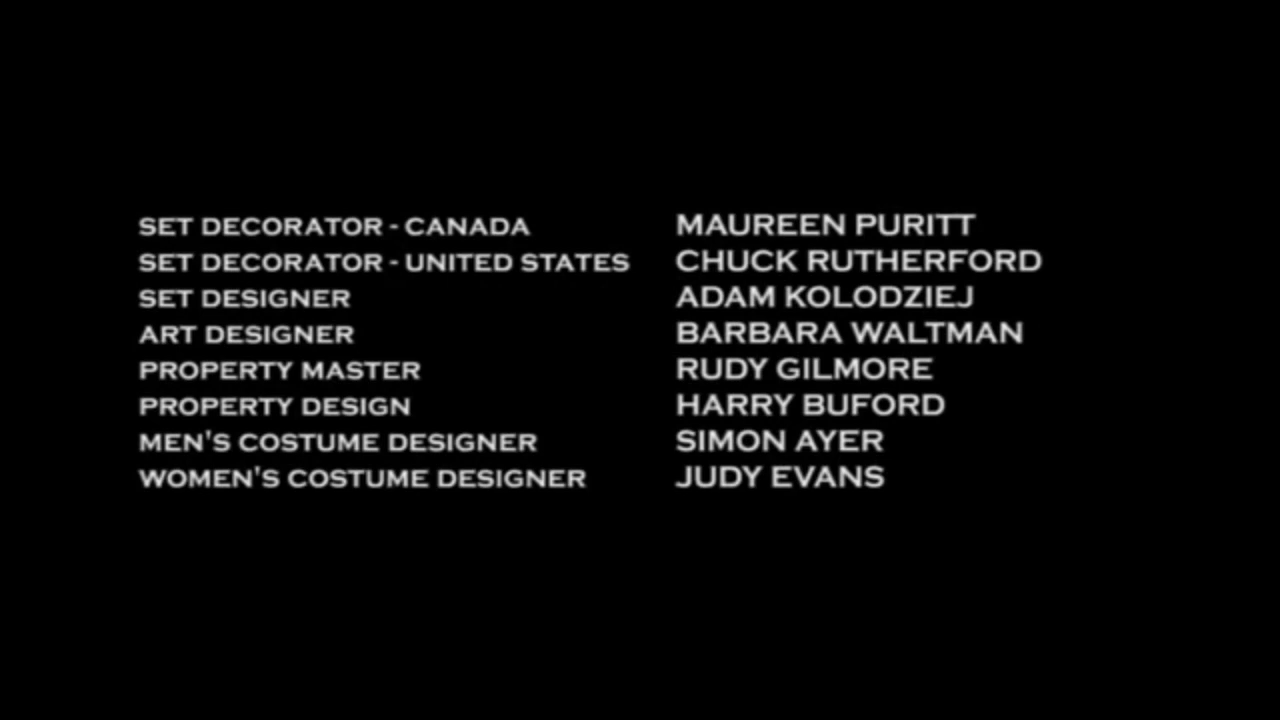 SET DECORATOR - CANADA MAUREEN PURITT
SET DECORATOR - UNITED STATES CHUCK RUTHERFORD
SET DESIGNER ADAM KOLODZIEJ
ART DESIGNER BARBARA WALTMAN
PROPERTY MASTER RUDY GILMORE
PROPERTY DESIGN HARRY BUFORD
MEN'S COSTUME DESIGNER SIMON AYER
WOMEN'S COSTUME DESIGNER JUDY EVANS